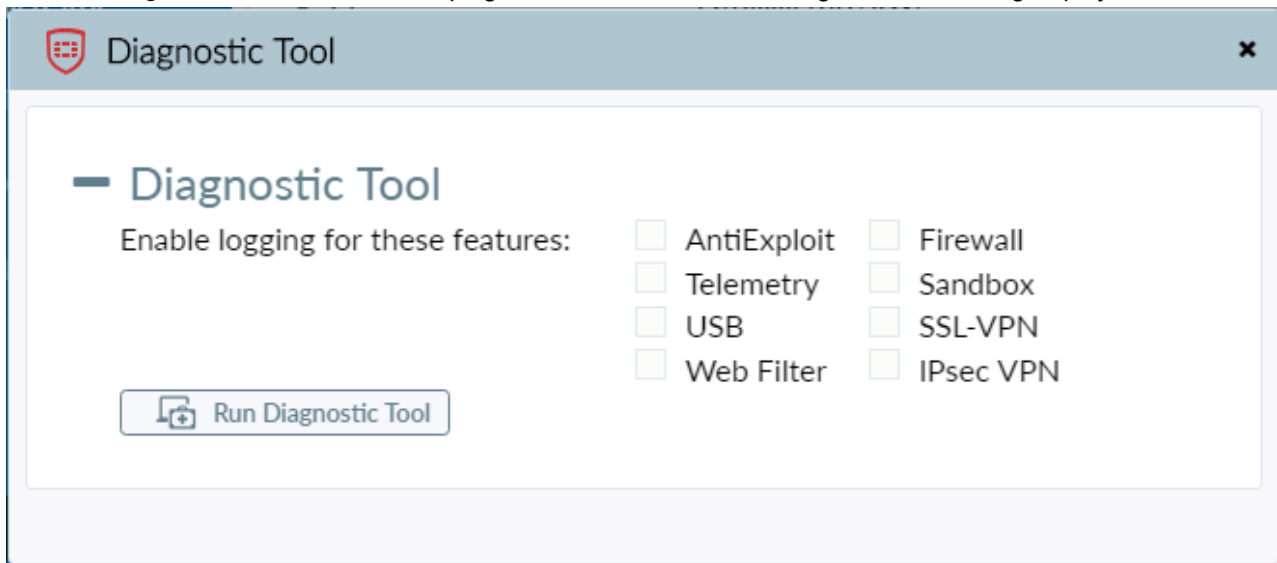 Diagnostic Tool
Diagnostic Tool
Enable logging for these features:
AntiExploit
Firewall
Telemetry
Sandbox
USB
SSL-VPN
Web Filter
IPsec VPN
Run Diagnostic Tool